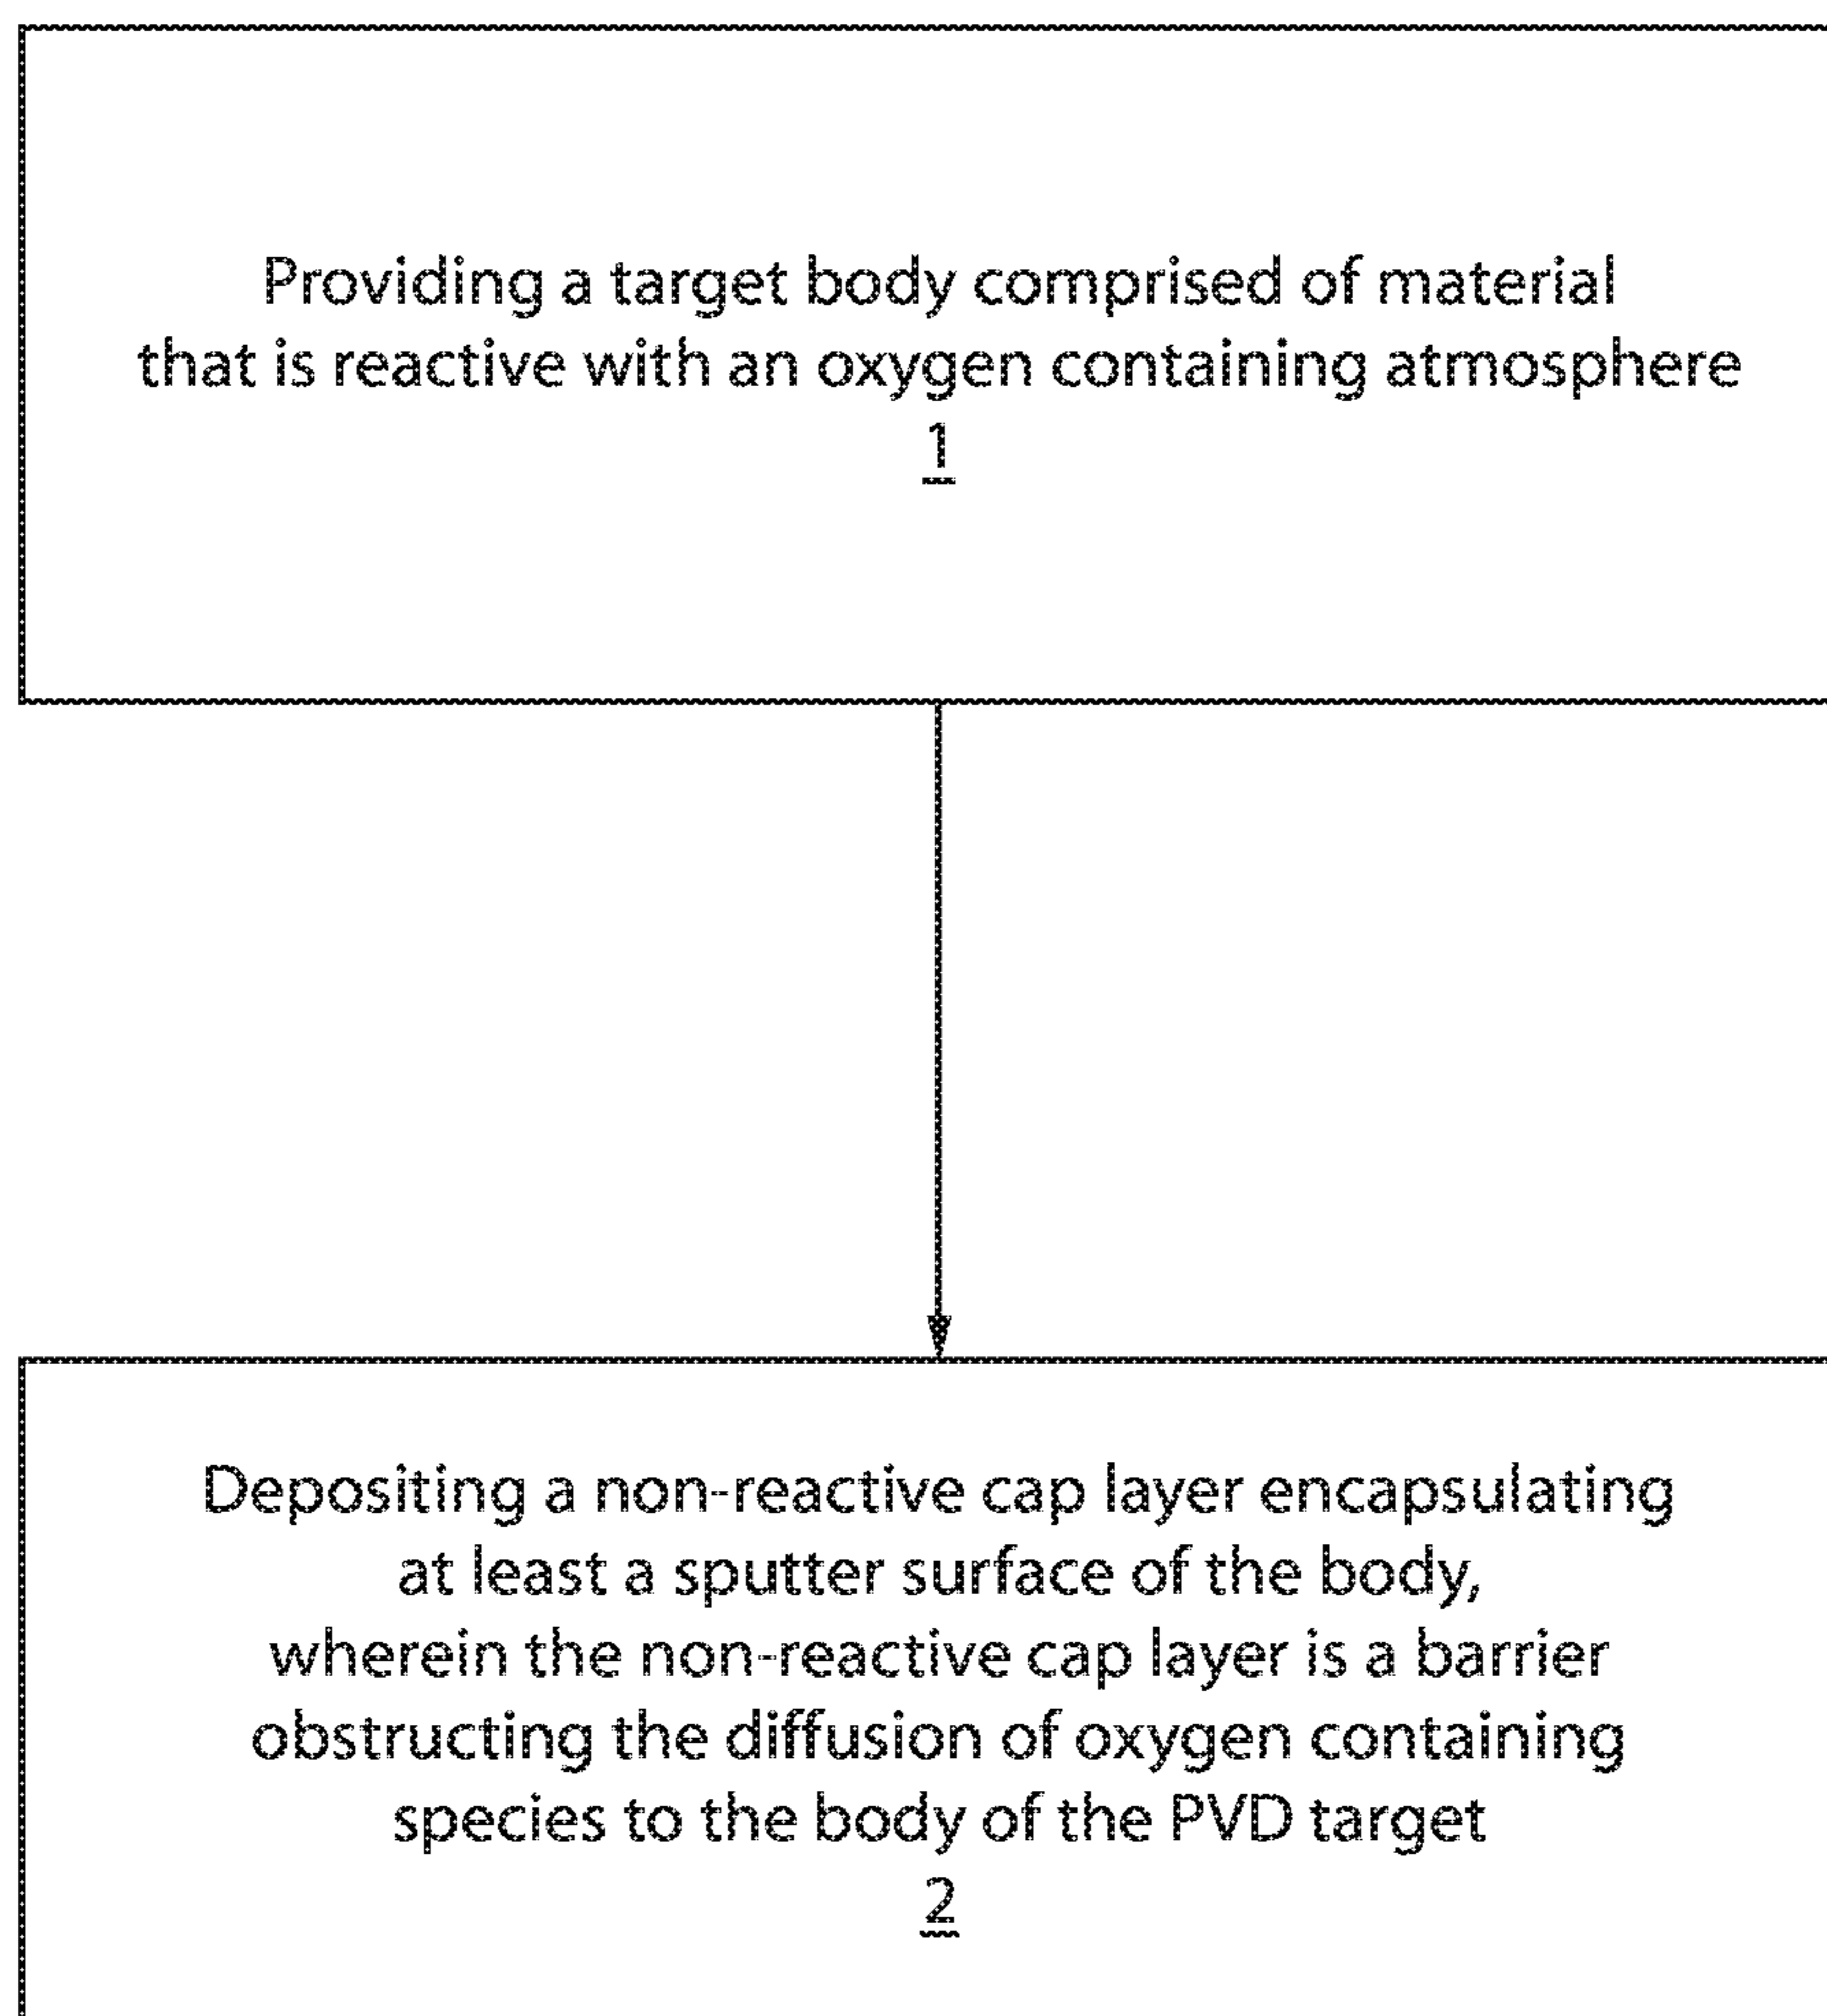 Providing a target body comprised of material
that is reactive with an oxygen containing atmosphere
1
Depositing a non-reactive cap layer encapsulating
at least a sputter surface of the body,
wherein the non-reactive cap layer is a barrier
obstructing the diffusion of oxygen containing
species to the body of the PVD target
2